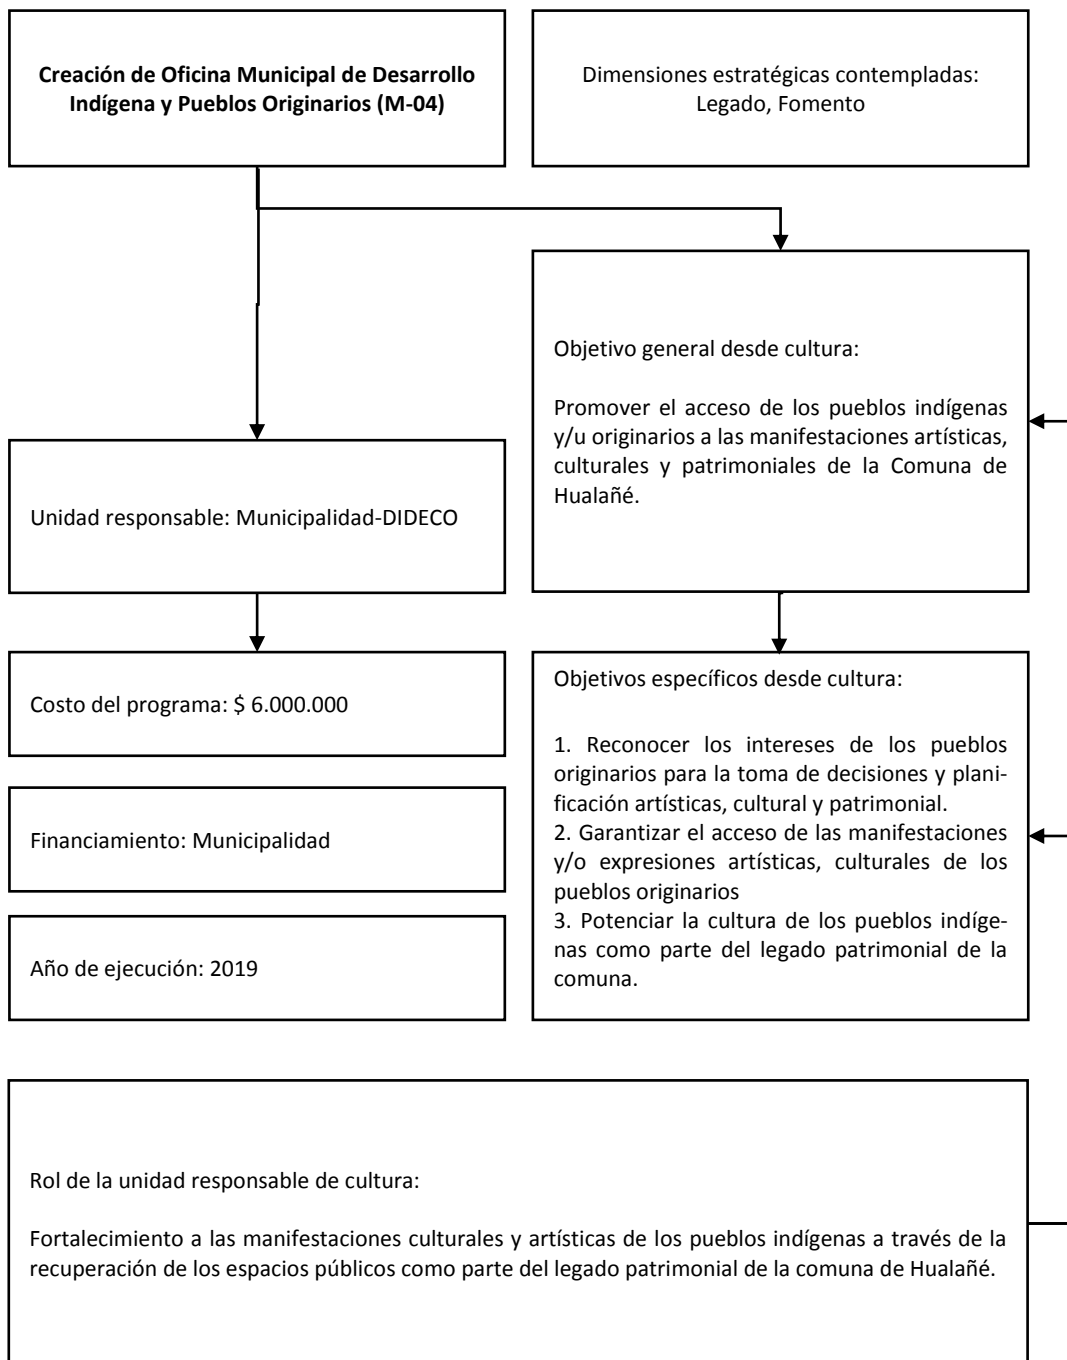 Creación de Oficina Municipal de Desarrollo
Indígena y Pueblos Originarios (M-04)
Dimensiones estratégicas contempladas:
Legado, Fomento
Objetivo general desde cultura:
Promover el acceso de los pueblos indígenas
y/u originarios a las manifestaciones artísticas,
culturales y patrimoniales de la Comuna de
Hualañé.
Unidad responsable: Municipalidad-DIDECO
Costo del programa: $ 6.000.000
Financiamiento: Municipalidad
Año de ejecución: 2019
Objetivos específicos desde cultura:
1. Reconocer los intereses de los pueblos
originarios para la toma de decisiones y plani-
ficación artísticas, cultural y patrimonial.
2. Garantizar el acceso de las manifestaciones
y/o expresiones artísticas, culturales de los
pueblos originarios
3. Potenciar la cultura de los pueblos indíge-
nas como parte del legado patrimonial de la
comuna.
Rol de la unidad responsable de cultura:
Fortalecimiento a las manifestaciones culturales y artísticas de los pueblos indígenas a través de la
recuperación de los espacios públicos como parte del legado patrimonial de la comuna de Hualañé.